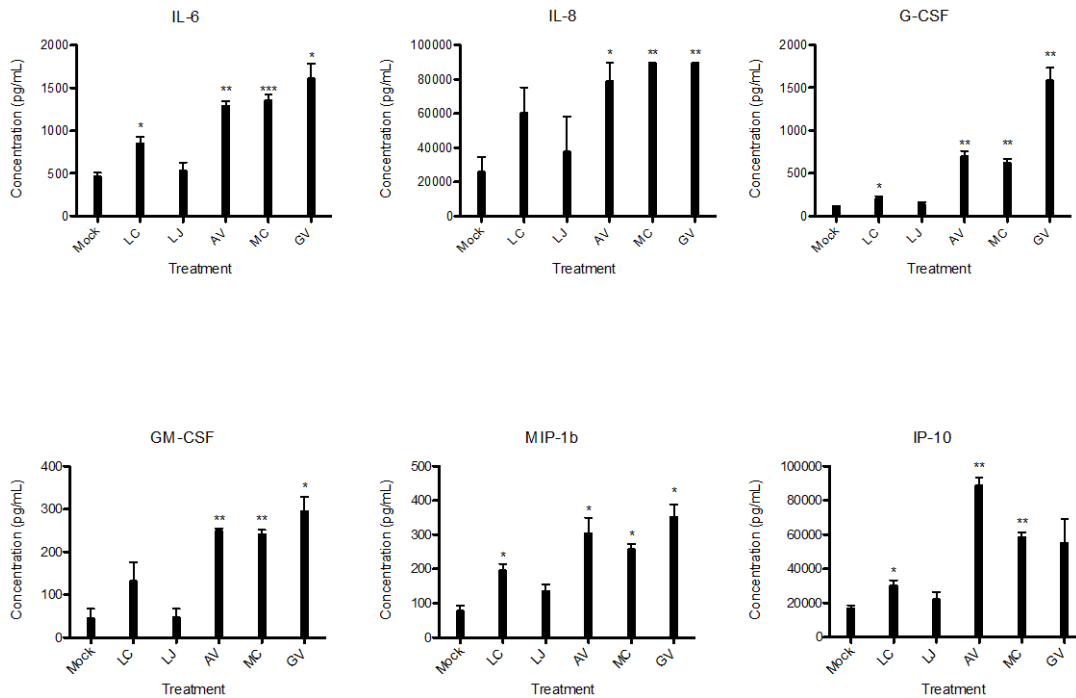 IL-6
Concentration (pg/mL)
2000
1500
1000
500
0
*
**
***
*
Mock
LC
LJ
AV
MC
GV
Treatment
IL-8
Concentration (pg/mL)
100000
80000
60000
40000
20000
0
*
**
**
Mock
LC
LJ
AV
MC
GV
Treatment
G-CSF
Concentration (pg/mL)
2000
1500
1000
500
0
*
**
**
**
Mock
LC
LJ
AV
MC
GV
Treatment
GM-CSF
Concentration (pg/mL)
400
300
200
100
0
**
**
*
Mock
LC
LJ
AV
MC
GV
Treatment
MIP-1b
Concentration (pg/mL)
500
400
300
200
100
0
*
*
*
*
Mock
LC
LJ
AV
MC
GV
Treatment
IP-10
Concentration (pg/mL)
100000
80000
60000
40000
20000
0
*
**
**
Mock
LC
LJ
AV
MC
GV
Treatment